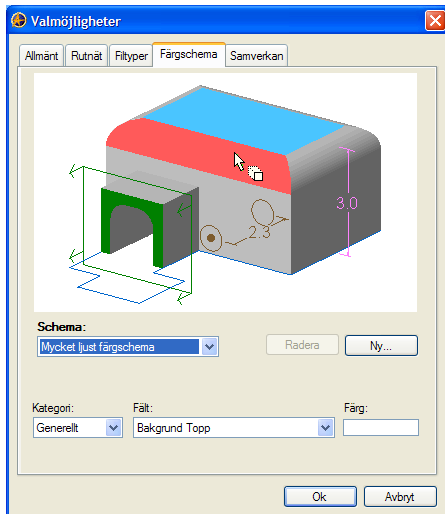 Valmöjligheter
Allmänt Rutnät Filtyper Färgschema Samverkan
3.0
2.3
Schema:
Mycket ljust färgschema
Radera Ny...
Kategori: Fält: Färg:
Generellt Bakgrund Topp
Ok Avbryt